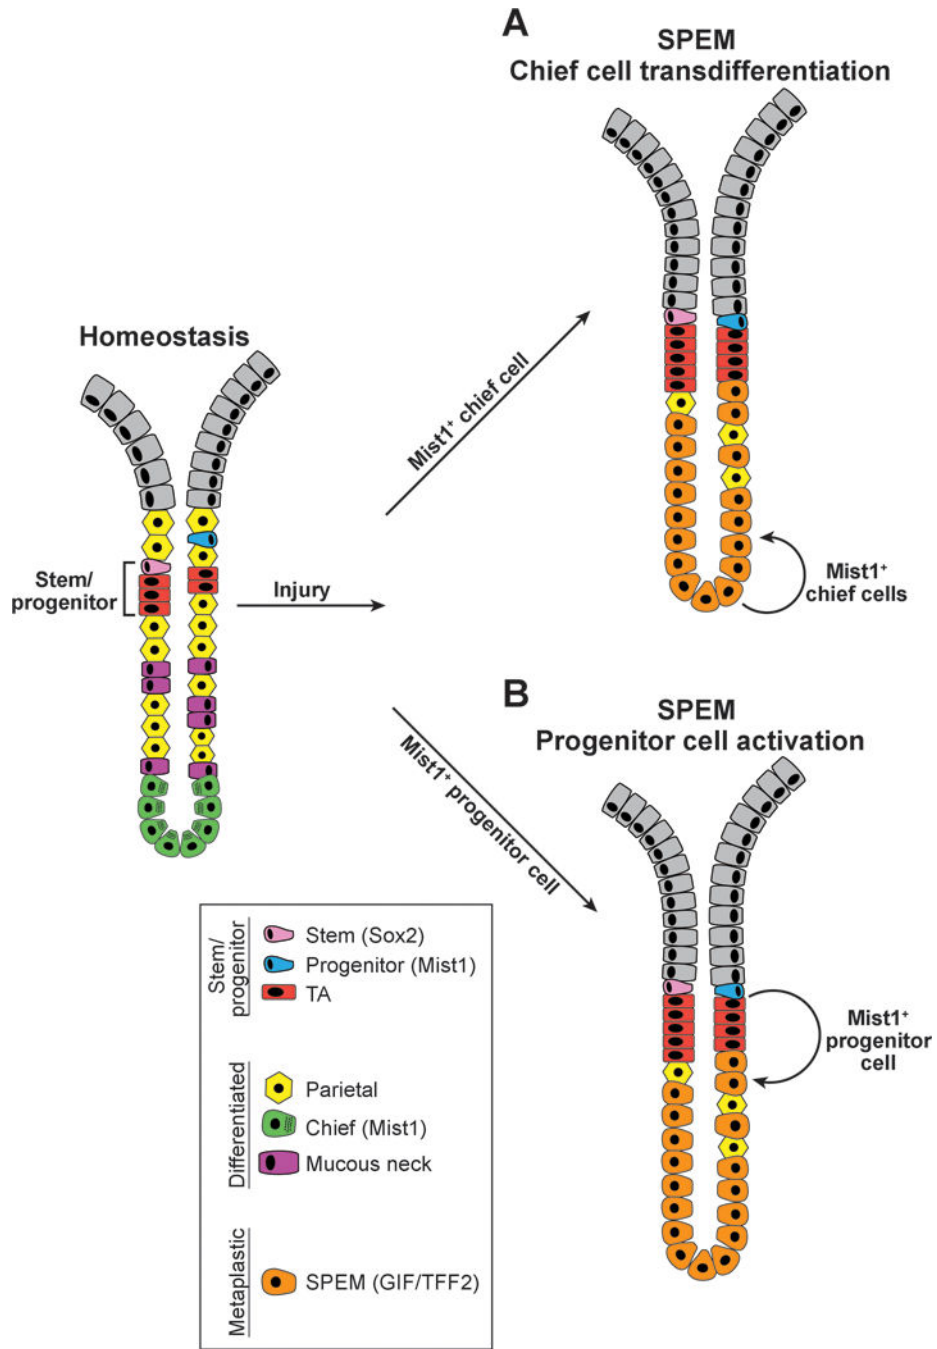 A
SPEM
Chief cell transdifferentiation
Homeostasis
Mist1⁺ chief cell
Stem/
progenitor
Injury
Mist1⁺
chief cells
B
SPEM
Progenitor cell activation
Mist1⁺ progenitor cell
Mist1⁺
progenitor
cell
Stem/
progenitor
Stem (Sox2)
Progenitor (Mist1)
TA
Differentiated
Parietal
Chief (Mist1)
Mucous neck
Metaplastic
SPEM (GIF/TFF2)